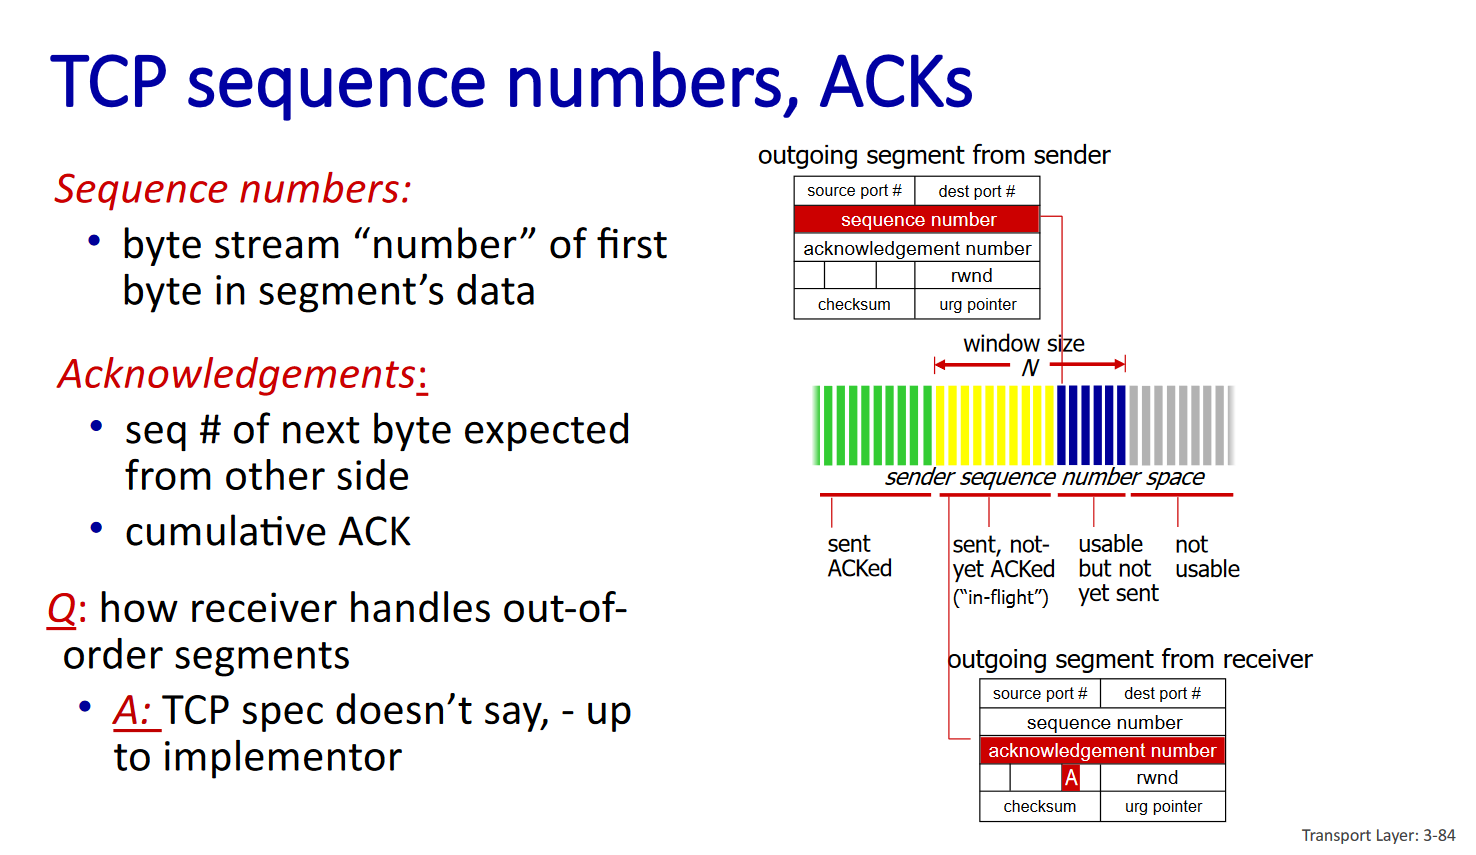 TCP sequence numbers, ACKs
Sequence numbers:
• byte stream “number” of first
byte in segment’s data
Acknowledgements:
• seq # of next byte expected
from other side
• cumulative ACK
Q: how receiver handles out-of-
order segments
• A: TCP spec doesn’t say, - up
to implementor
outgoing segment from sender
source port # dest port #
sequence number
acknowledgement number
rwnd
checksum urg pointer
window size
N
sender sequence number space
sent
ACKed
sent, not-
yet ACKed
(“in-flight”)
usable
but not
yet sent
not
usable
outgoing segment from receiver
source port # dest port #
sequence number
acknowledgement number
A rwnd
checksum urg pointer
Transport Layer: 3-84